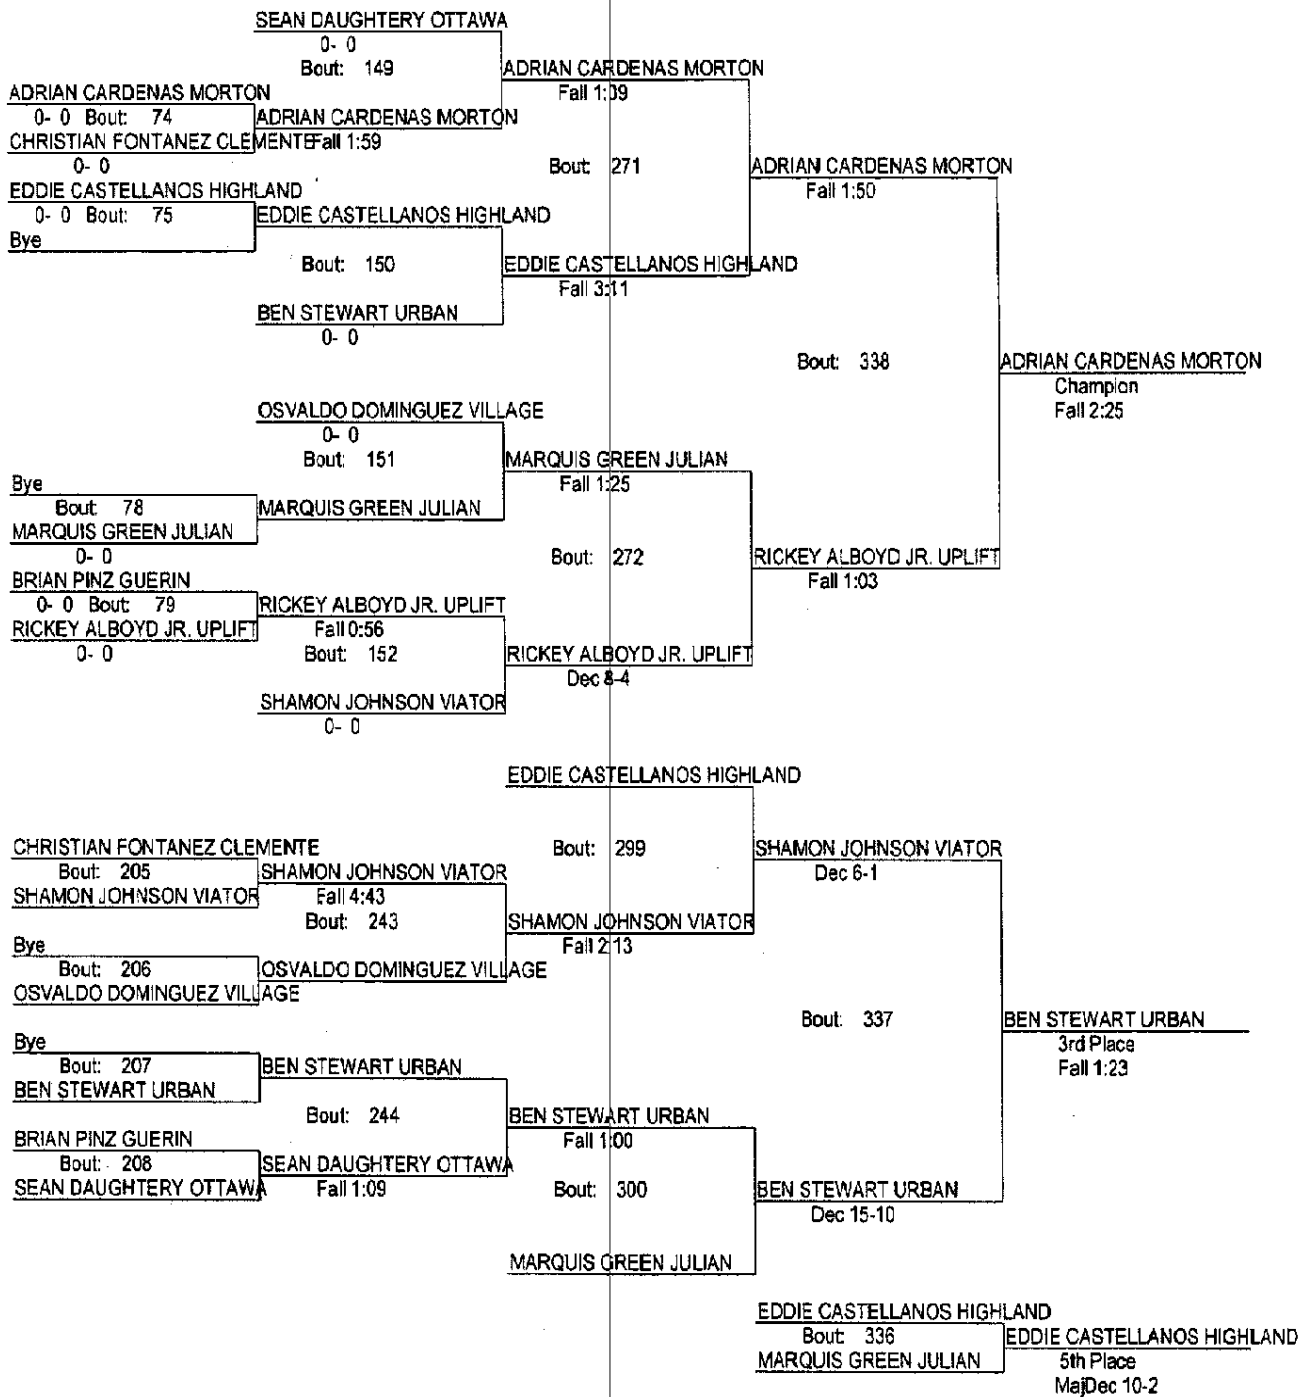 SEAN DAUGHTERY OTTAWA
0- 0
Bout: 149
ADRIAN CARDENAS MORTON
Fall 1:09
ADRIAN CARDENAS MORTON
0- 0 Bout: 74
ADRIAN CARDENAS MORTON
CHRISTIAN FONTANEZ CLEMENTE
Fall 1:59
0- 0
Bout: 271
ADRIAN CARDENAS MORTON
Fall 1:50
EDDIE CASTELLANOS HIGHLAND
0- 0 Bout: 75
EDDIE CASTELLANOS HIGHLAND
Bye
Bout: 150
EDDIE CASTELLANOS HIGHLAND
Fall 3:11
BEN STEWART URBAN
0- 0
Bout: 338
ADRIAN CARDENAS MORTON
Champion
Fall 2:25
OSVALDO DOMINGUEZ VILLAGE
0- 0
Bout: 151
MARQUIS GREEN JULIAN
Fall 1:25
Bye
Bout: 78
MARQUIS GREEN JULIAN
MARQUIS GREEN JULIAN
0- 0
Bout: 272
RICKEY ALBOYD JR. UPLIFT
Fall 1:03
BRIAN PINZ GUERIN
0- 0 Bout: 79
RICKEY ALBOYD JR. UPLIFT
RICKEY ALBOYD JR. UPLIFT
Fall 0:56
0- 0
Bout: 152
RICKEY ALBOYD JR. UPLIFT
Dec 8-4
SHAMON JOHNSON VIATOR
0- 0
EDDIE CASTELLANOS HIGHLAND
CHRISTIAN FONTANEZ CLEMENTE
Bout: 299
SHAMON JOHNSON VIATOR
Dec 6-1
Bout: 205
SHAMON JOHNSON VIATOR
SHAMON JOHNSON VIATOR
Fall 4:43
Bout: 243
SHAMON JOHNSON VIATOR
Fall 2:13
Bye
Bout: 206
OSVALDO DOMINGUEZ VILLAGE
OSVALDO DOMINGUEZ VILLAGE
Bout: 337
BEN STEWART URBAN
3rd Place
Fall 1:23
Bye
Bout: 207
BEN STEWART URBAN
BEN STEWART URBAN
Bout: 244
BEN STEWART URBAN
Fall 1:00
BRIAN PINZ GUERIN
Bout: 208
SEAN DAUGHTERY OTTAWA
SEAN DAUGHTERY OTTAWA
Fall 1:09
Bout: 300
BEN STEWART URBAN
Dec 15-10
MARQUIS GREEN JULIAN
EDDIE CASTELLANOS HIGHLAND
Bout: 336
EDDIE CASTELLANOS HIGHLAND
MARQUIS GREEN JULIAN
5th Place
MajDec 10-2